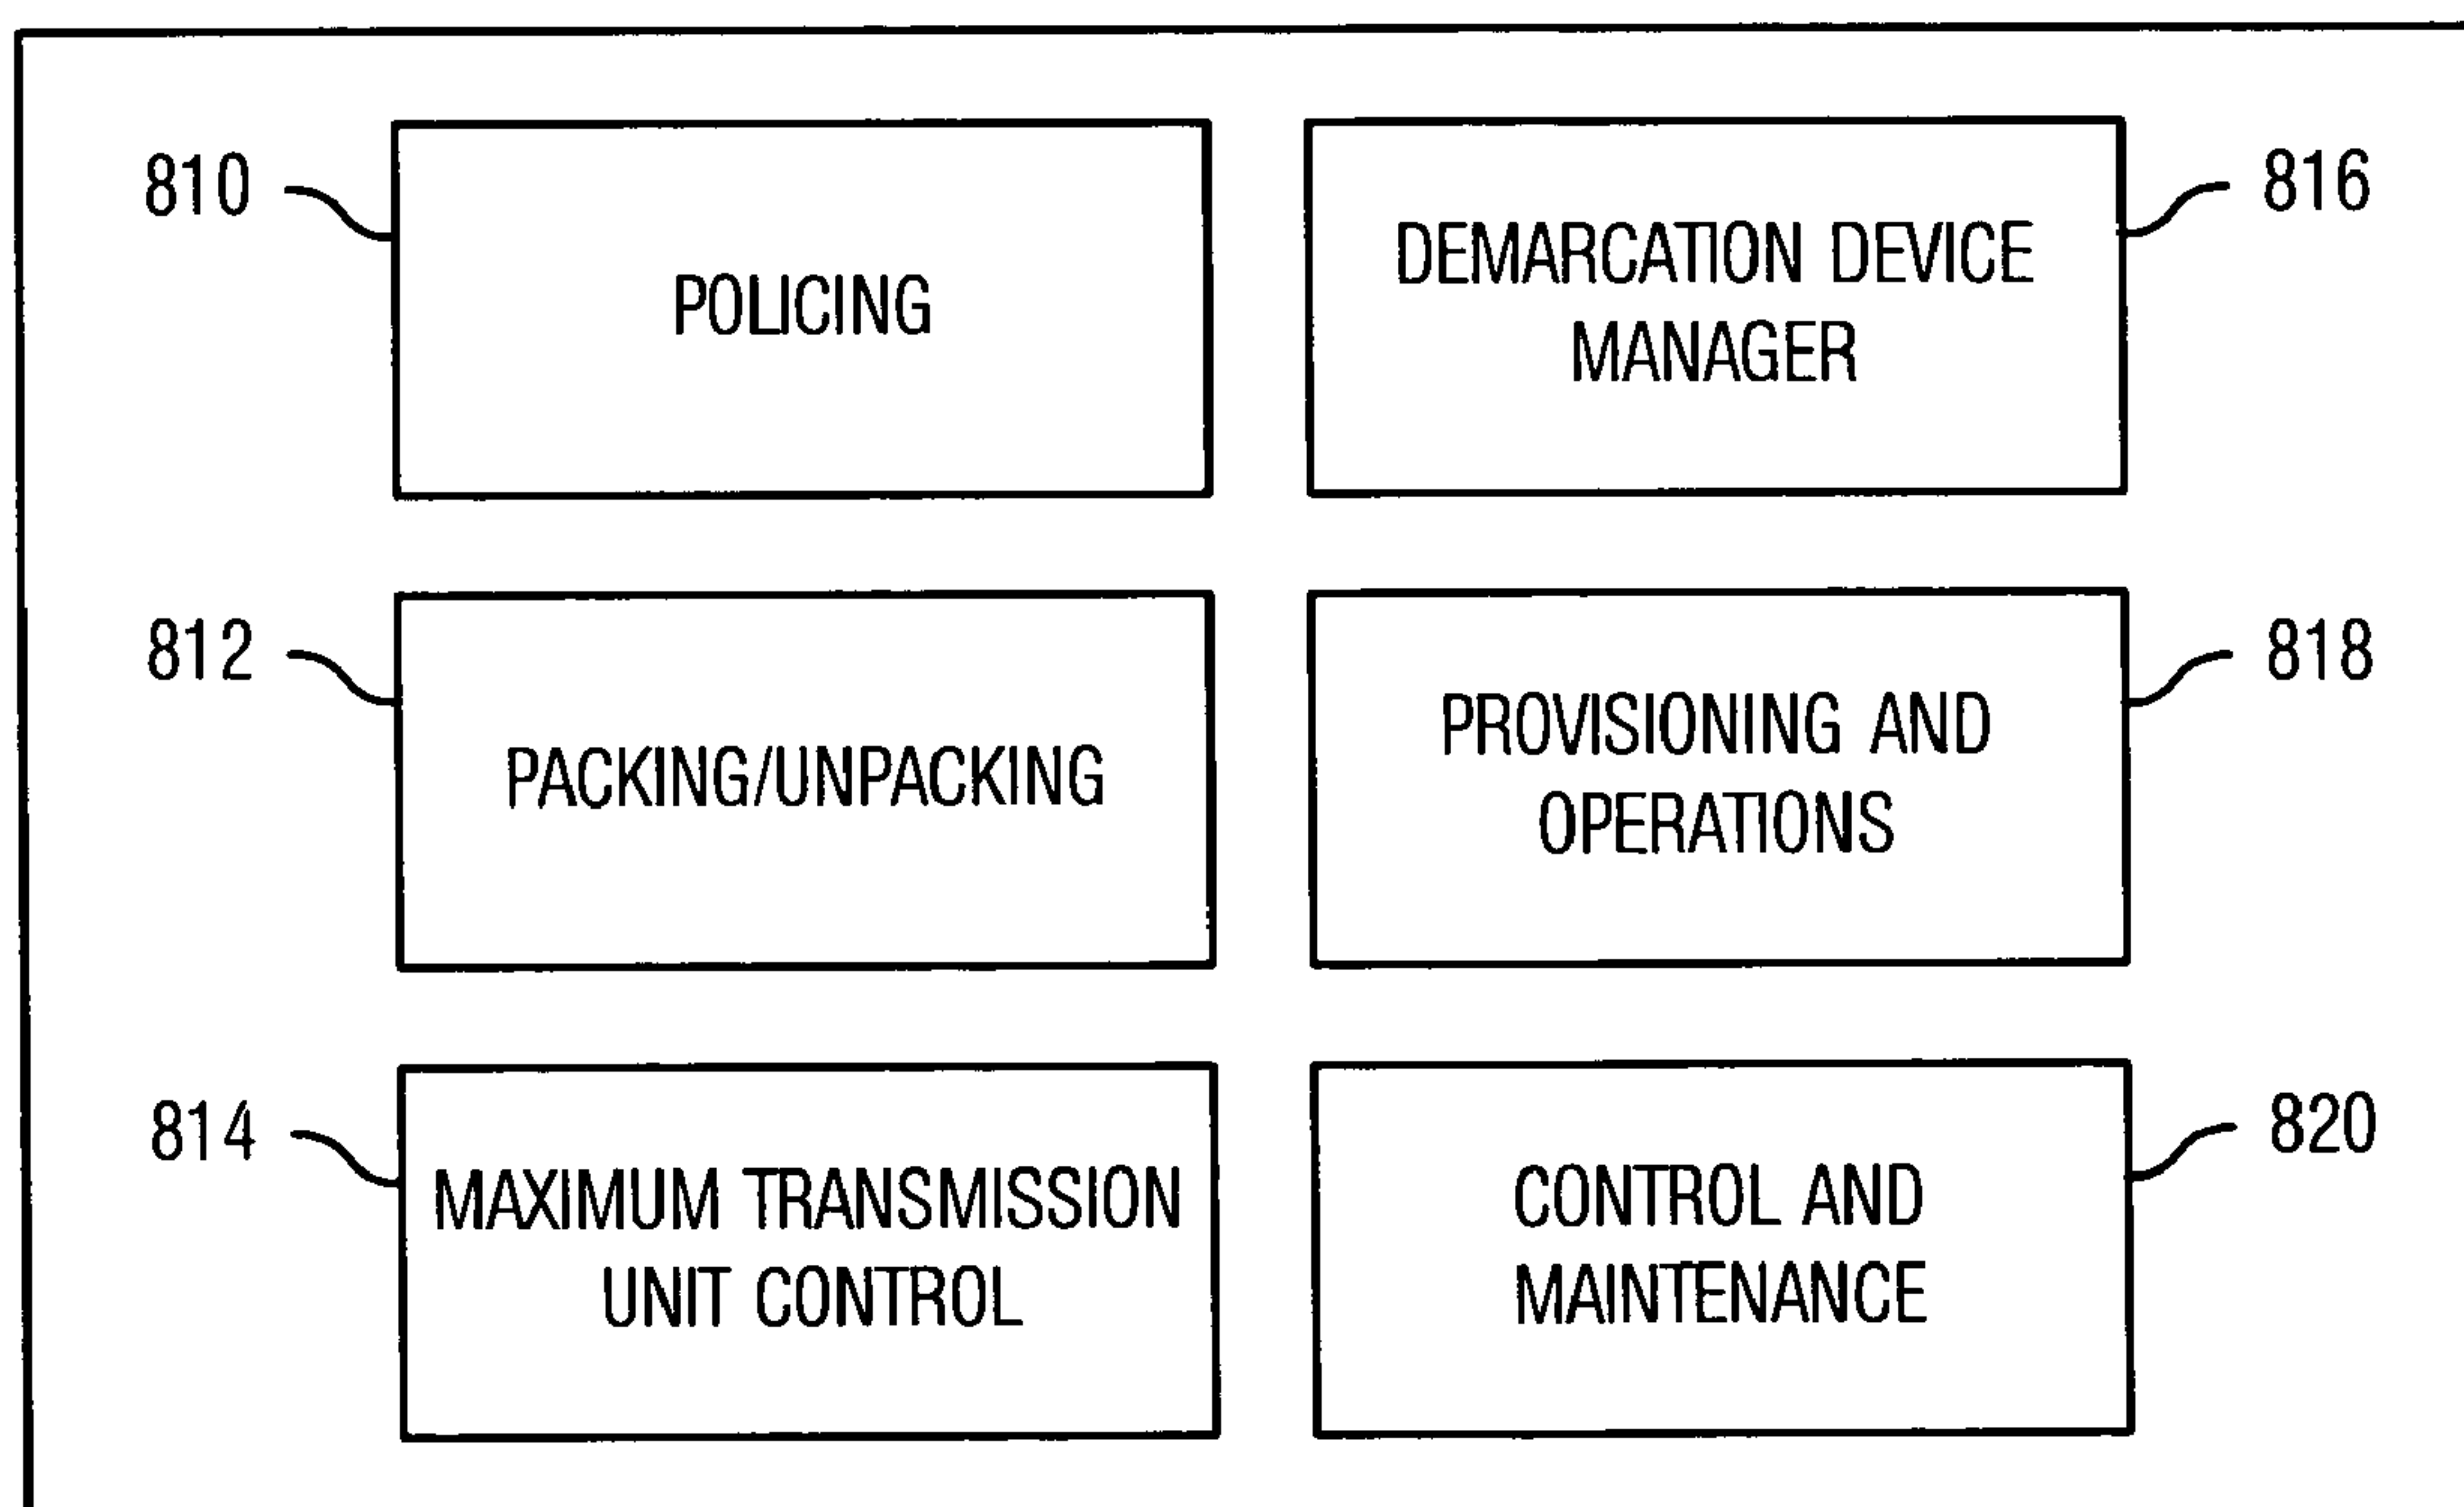 810
POLICING
816
DEMARCATION DEVICE
MANAGER
812
PACKING/UNPACKING
818
PROVISIONING AND
OPERATIONS
814
MAXIMUM TRANSMISSION
UNIT CONTROL
820
CONTROL AND
MAINTENANCE